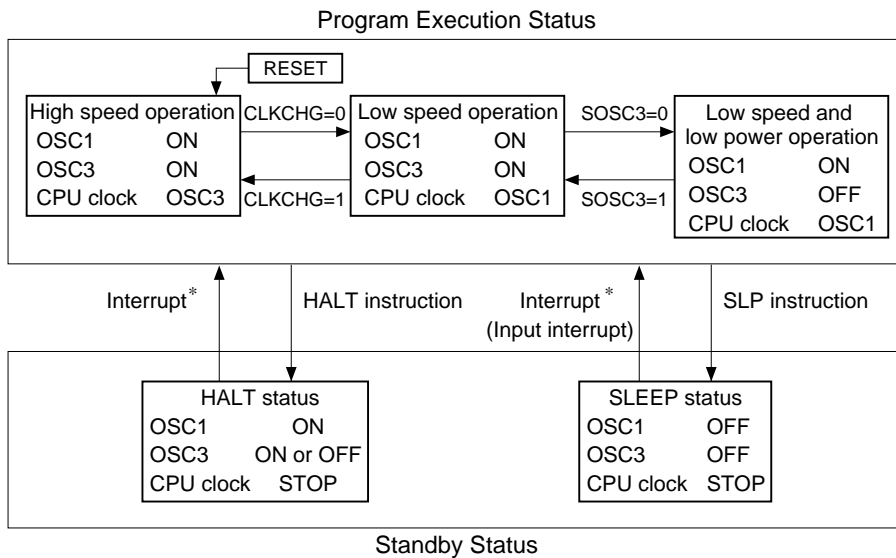 Program Execution Status
RESET
High speed operation
OSC1 ON
OSC3 ON
CPU clock OSC3
CLKCHG=0
CLKCHG=1
Low speed operation
OSC1 ON
OSC3 ON
CPU clock OSC1
SOSC3=0
SOSC3=1
Low speed and
low power operation
OSC1 ON
OSC3 OFF
CPU clock OSC1
Interrupt*
HALT instruction
Interrupt*
(Input interrupt)
SLP instruction
HALT status
OSC1 ON
OSC3 ON or OFF
CPU clock STOP
SLEEP status
OSC1 OFF
OSC3 OFF
CPU clock STOP
Standby Status